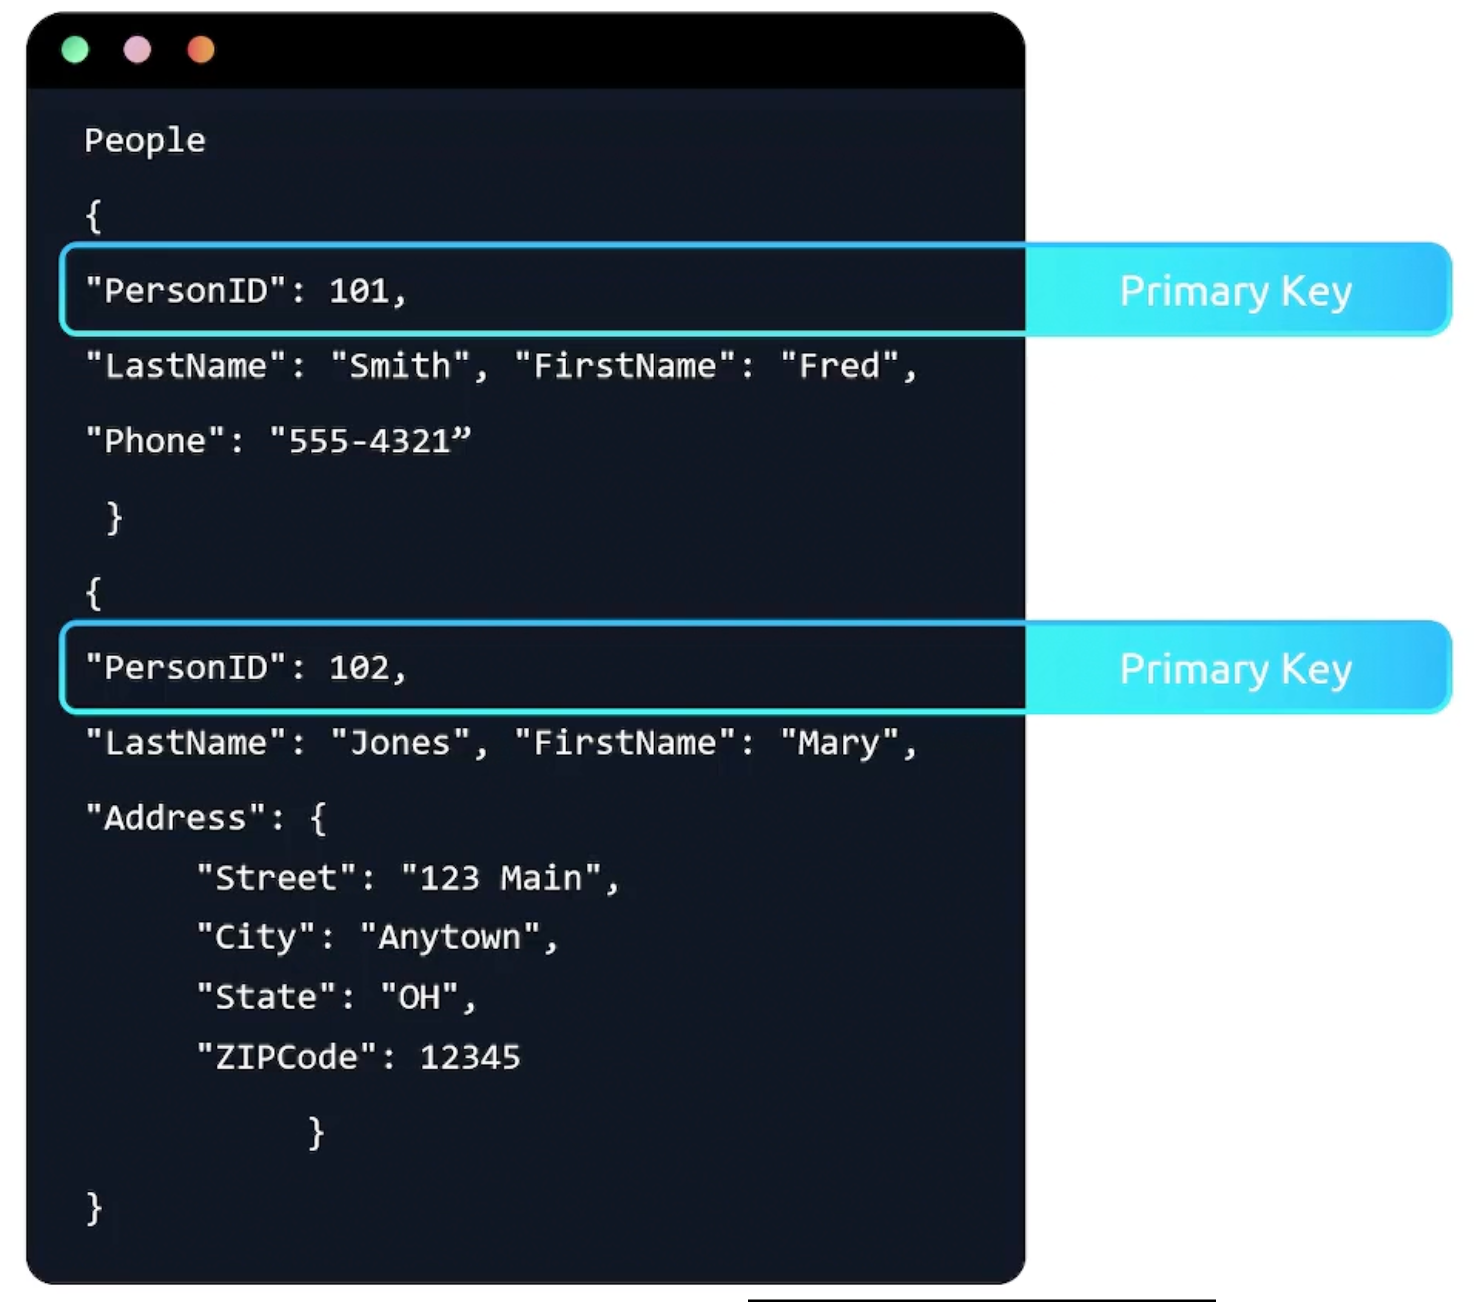 People
{
"PersonID": 101,
Primary Key
"LastName": "Smith", "FirstName": "Fred",
"Phone": "555-4321”
}
{
"PersonID": 102,
Primary Key
"LastName": "Jones", "FirstName": "Mary",
"Address": {
"Street": "123 Main",
"City": "Anytown",
"State": "OH",
"ZIPCode": 12345
}
}